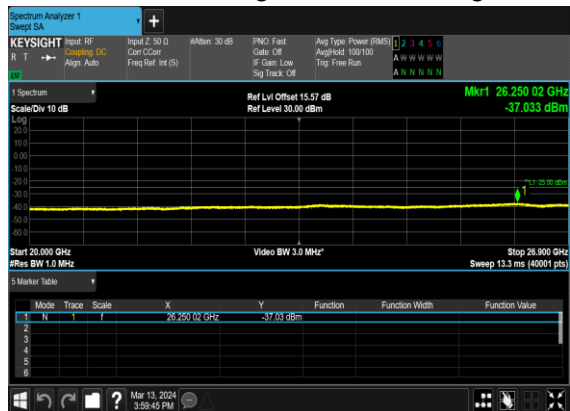 Spectrum Analyzer 1
Swept SA
KEYSIGHT Input: RF Input Z: 50 Ω #Atten: 30 dB PNO: Fast Avg Type: Power (RMS) 1 2 3 4 5 6
R T Coupling: DC Corr CCorr Gate: Off Avg|Hold: 100/100 A W W W W W
Align: Auto Freq Ref: Int (S) IF Gain: Low Trig: Free Run
LW Sig Track: Off A N N N N N
1 Spectrum Ref Lvl Offset 15.57 dB Mkr1 26.250 02 GHz
Scale/Div 10 dB Ref Level 30.00 dBm -37.033 dBm
Log
20.0
10.0
0.00
-10.0
-20.0
DL1 -25.00 dBm
-30.0
1
-40.0
-50.0
-60.0
Start 20.000 GHz Video BW 3.0 MHz* Stop 26.900 GHz
#Res BW 1.0 MHz Sweep 13.3 ms (40001 pts)
5 Marker Table
Mode Trace Scale X Y Function Function Width Function Value
1 N 1 f 26.250 02 GHz -37.03 dBm
2
3
4
5
6
? Mar 13, 2024
3:59:45 PM